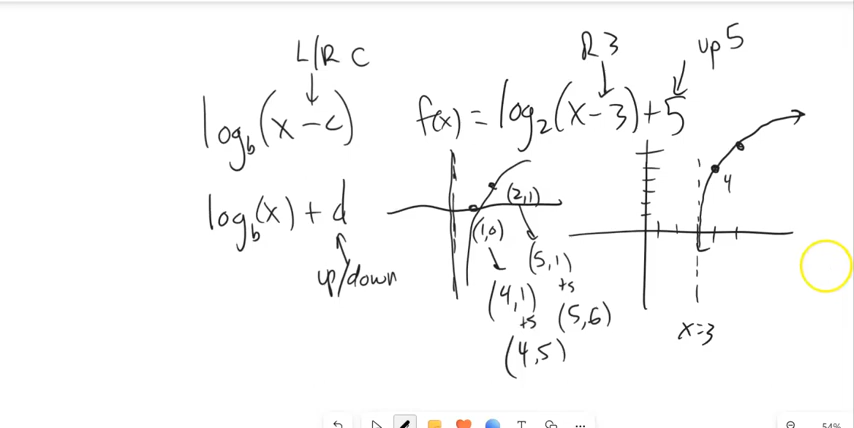 L/R C
log_b(x-c)
log_b(x) + d
up/down
R 3
up 5
f(x) = log_2(x-3)+5
(2,1)
(1,0)
(5,1)
+5
(4,1)
+5
(5,6)
(4,5)
4
x=3
T
54%